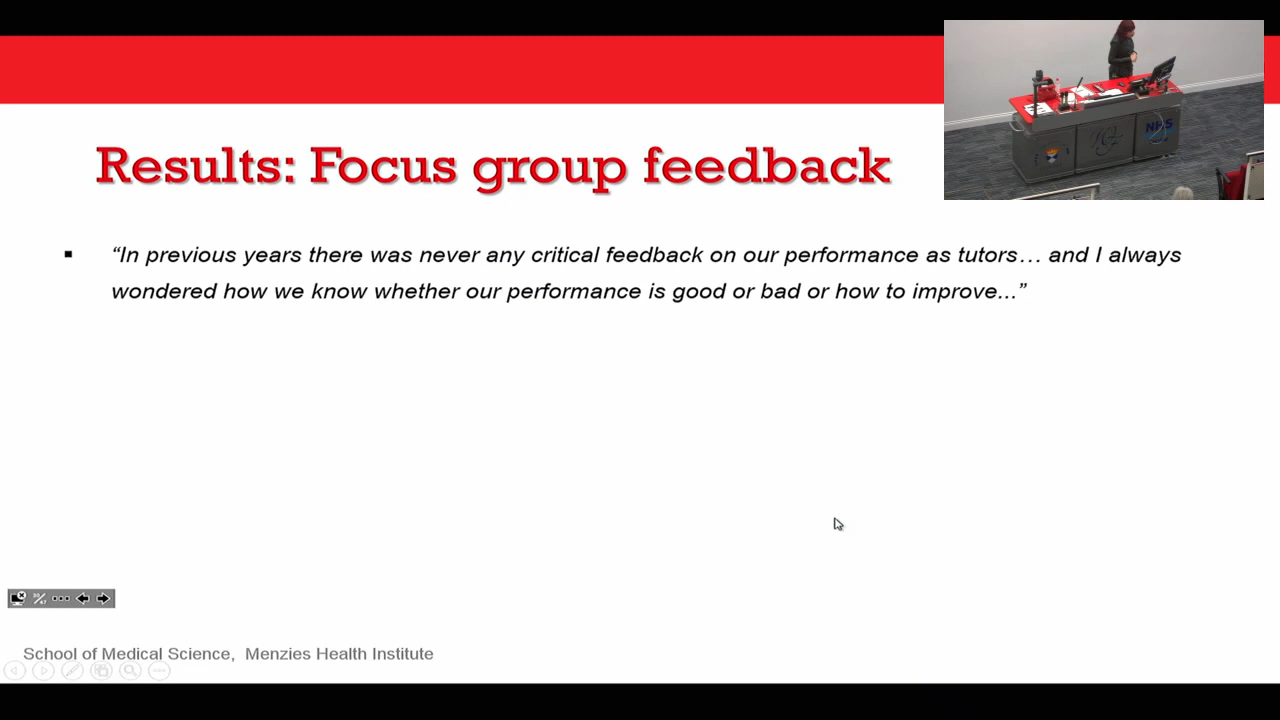 Results: Focus group feedback
“In previous years there was never any critical feedback on our performance as tutors… and I always
wondered how we know whether our performance is good or bad or how to improve...”
School of Medical Science, Menzies Health Institute
NHS